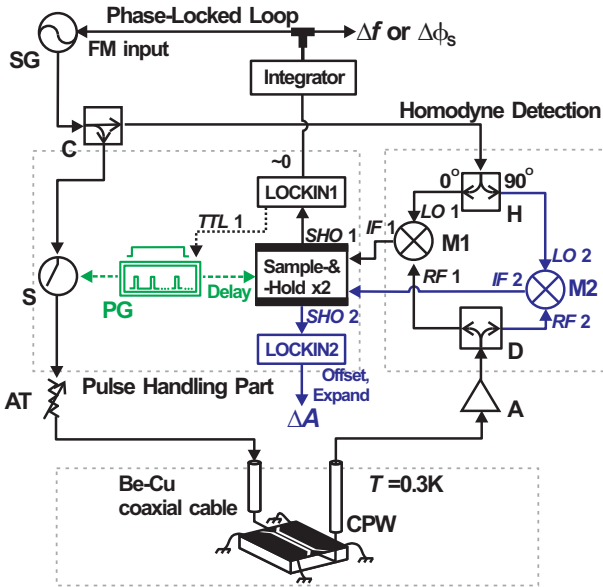 Phase-Locked Loop
SG
FM input
Δf or Δϕs
Integrator
Homodyne Detection
C
~0
0°
90°
H
LOCKIN1
LO 1
TTL 1
SHO 1
IF 1
M1
LO 2
S
Sample-&
-Hold x2
RF 1
IF 2
M2
Delay
PG
SHO 2
RF 2
LOCKIN2
D
Offset,
Expand
AT
Pulse Handling Part
A
ΔA
Be-Cu
coaxial cable
T =0.3K
CPW